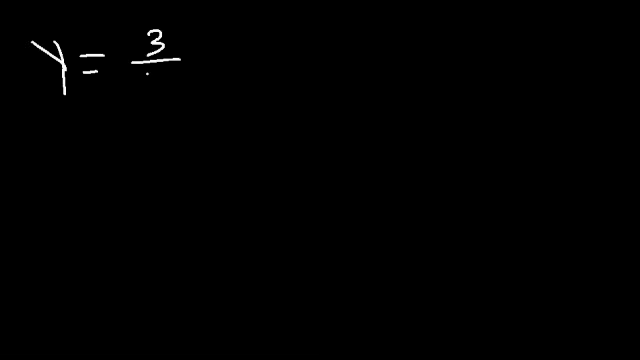 y = 3/